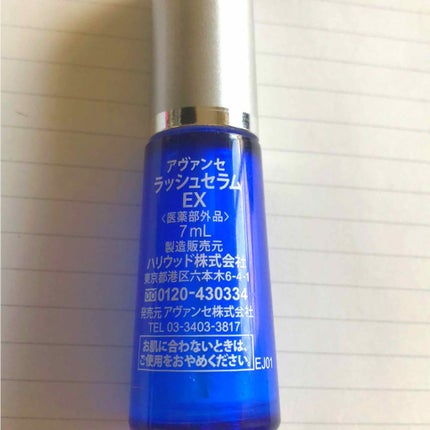 アヴァンセ
ラッシュセラム
EX
〈医薬部外品〉
7mL
製造販売元
ハリウッド株式会社
東京都港区六本木6-4-1
0120-430334
発売元 アヴァンセ株式会社
TEL 03-3403-3817
お肌に合わないときは、
ご使用をおやめください。
EJ01